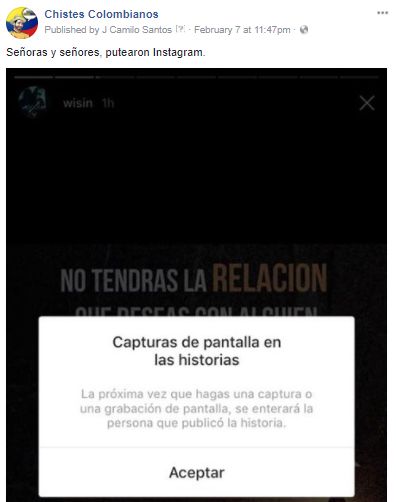 Chistes Colombianos
Published by J Camilo Santos [?] · February 7 at 11:47pm ·
Señoras y señores, putearon Instagram.
wisin 1h
NO TENDRAS LA RELACION
QUE DESEAS CON ALGUIEN
Capturas de pantalla en
las historias
La próxima vez que hagas una captura o
una grabación de pantalla, se enterará la
persona que publicó la historia.
Aceptar